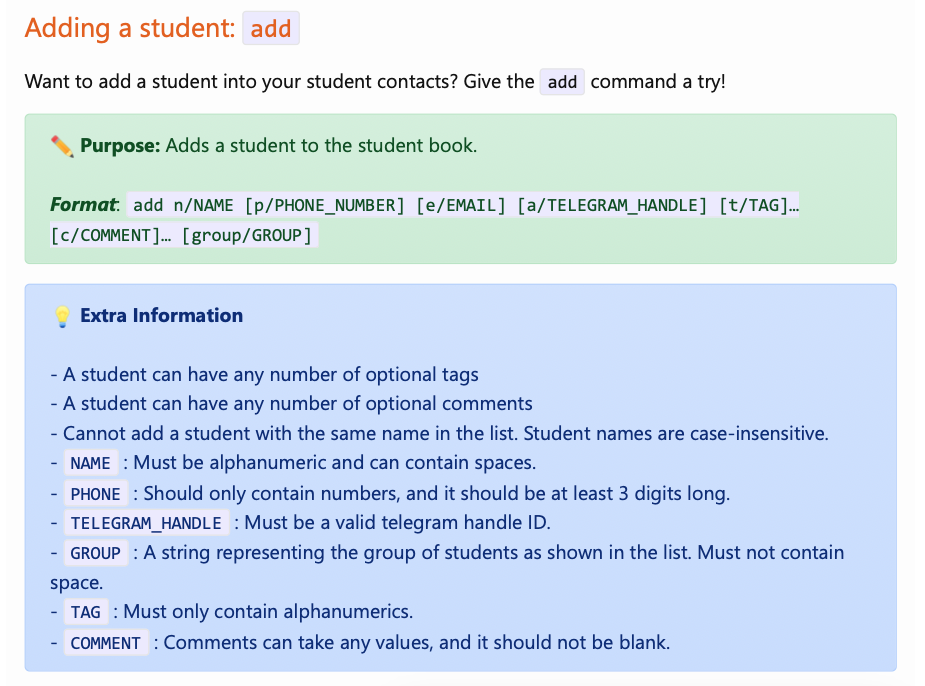 Adding a student: add
Want to add a student into your student contacts? Give the add command a try!
✏️ Purpose: Adds a student to the student book.
Format: add n/NAME [p/PHONE_NUMBER] [e/EMAIL] [a/TELEGRAM_HANDLE] [t/TAG]…
[c/COMMENT]… [group/GROUP]
💡 Extra Information
- A student can have any number of optional tags
- A student can have any number of optional comments
- Cannot add a student with the same name in the list. Student names are case-insensitive.
- NAME : Must be alphanumeric and can contain spaces.
- PHONE : Should only contain numbers, and it should be at least 3 digits long.
- TELEGRAM_HANDLE : Must be a valid telegram handle ID.
- GROUP : A string representing the group of students as shown in the list. Must not contain
space.
- TAG : Must only contain alphanumerics.
- COMMENT : Comments can take any values, and it should not be blank.